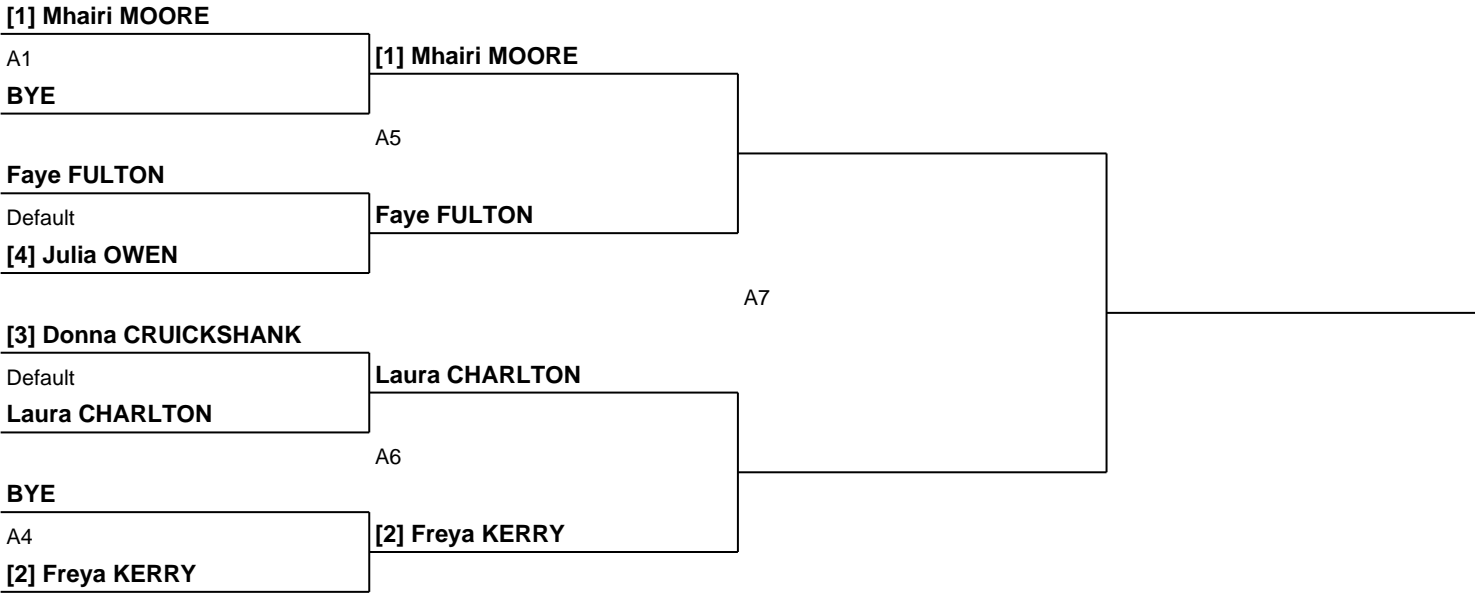 [1] Mhairi MOORE
A1
[1] Mhairi MOORE
BYE
A5
Faye FULTON
Default
Faye FULTON
[4] Julia OWEN
A7
[3] Donna CRUICKSHANK
Default
Laura CHARLTON
Laura CHARLTON
A6
BYE
A4
[2] Freya KERRY
[2] Freya KERRY